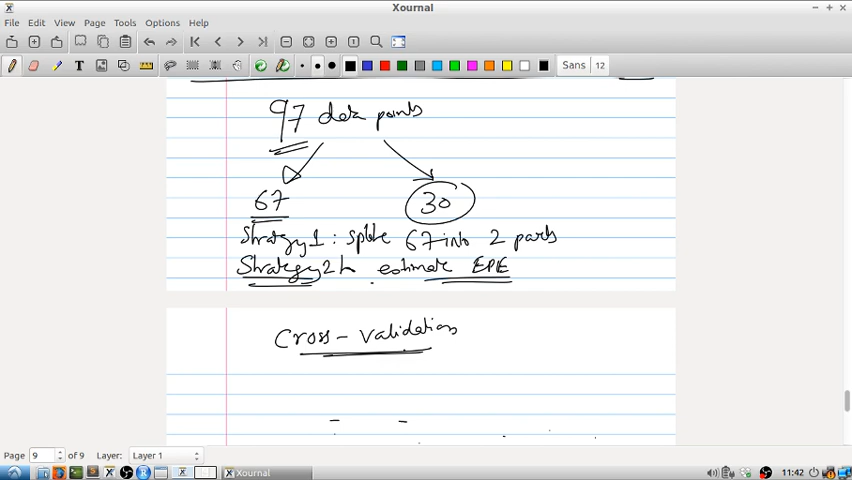 Xournal
File Edit View Page Tools Options Help
Sans 12
97 data points
67 30
Strategy 1 : split 67 into 2 parts
Strategy 2 estimate EPE
Cross-validation
Page 9 of 9 Layer: Layer 1
Xournal 11:42